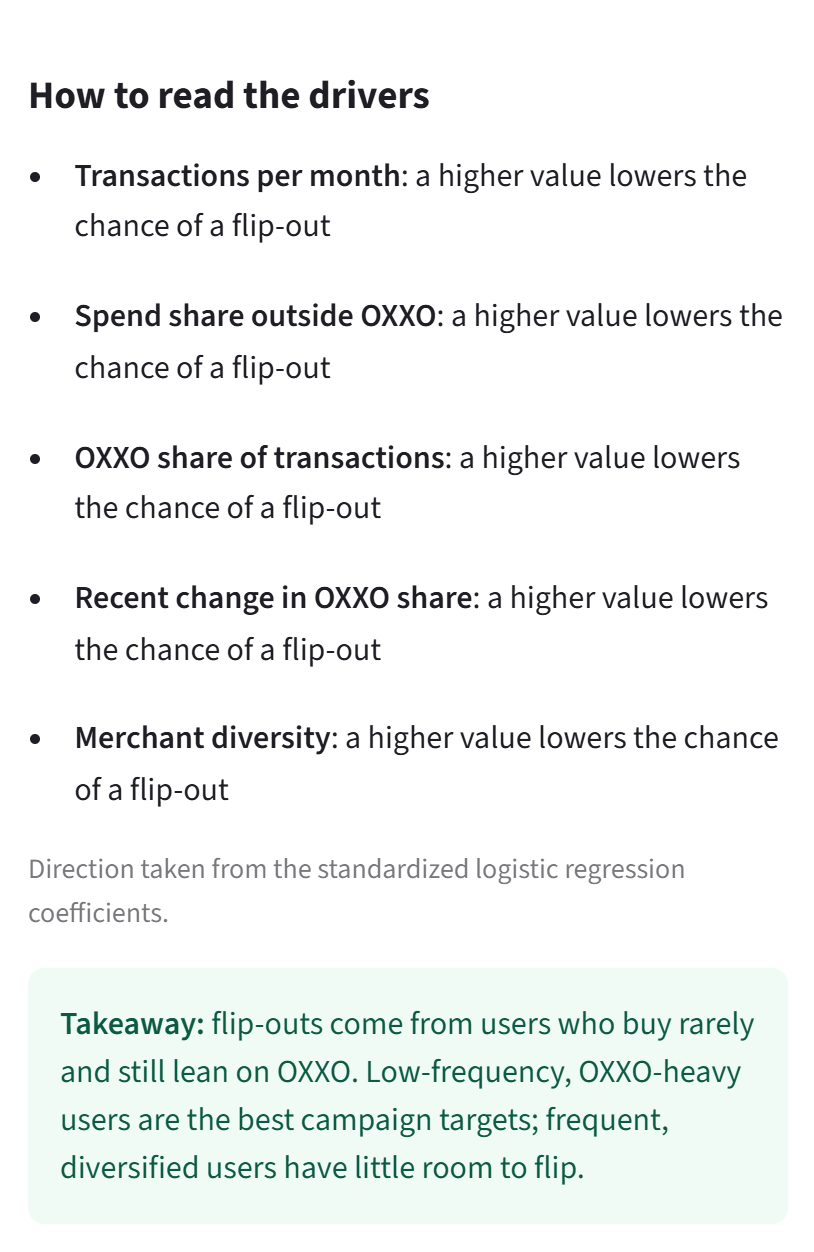 How to read the drivers
• Transactions per month: a higher value lowers the
chance of a flip-out
• Spend share outside OXXO: a higher value lowers the
chance of a flip-out
• OXXO share of transactions: a higher value lowers
the chance of a flip-out
• Recent change in OXXO share: a higher value lowers
the chance of a flip-out
• Merchant diversity: a higher value lowers the chance
of a flip-out
Direction taken from the standardized logistic regression
coefficients.
Takeaway: flip-outs come from users who buy rarely
and still lean on OXXO. Low-frequency, OXXO-heavy
users are the best campaign targets; frequent,
diversified users have little room to flip.